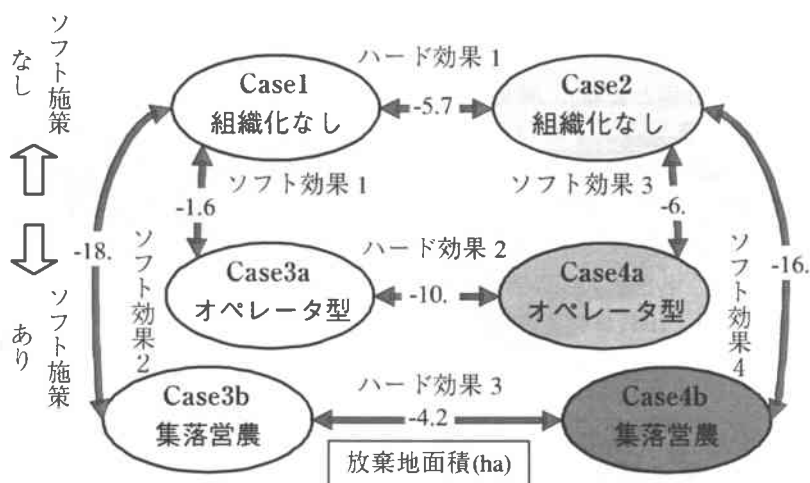 ソフト施策
なし
ソフト施策
あり
ハード効果 1
Case1
組織化なし
-5.7
Case2
組織化なし
ソフト効果 1
-1.6
ソフト効果 3
-6.
-18.
ソフト効果 2
ハード効果 2
Case3a
オペレータ型
-10.
Case4a
オペレータ型
-16.
ソフト効果 4
Case3b
集落営農
ハード効果 3
-4.2
Case4b
集落営農
放棄地面積(ha)